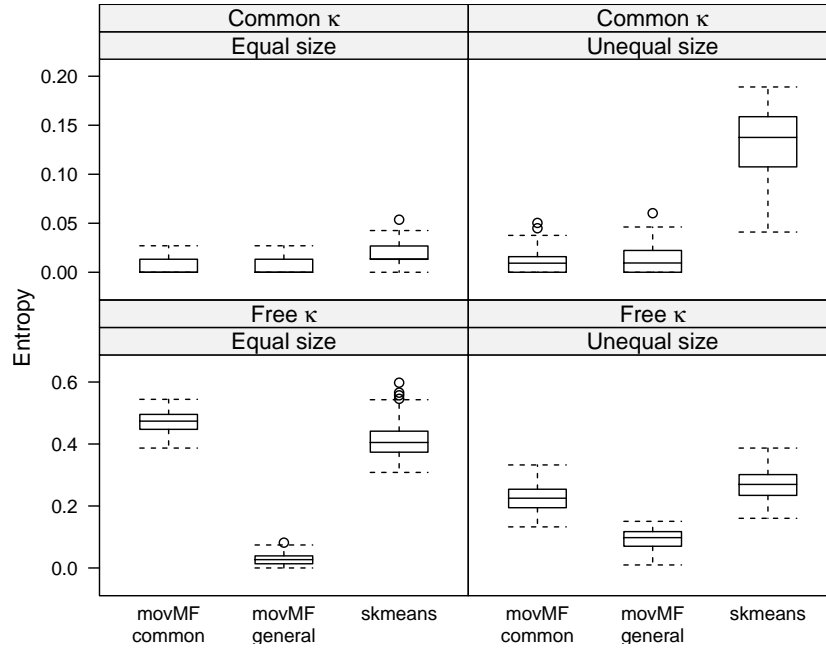 Common κ Common κ
Equal size Unequal size
0.20
0.15
0.10
0.05
0.00
Entropy
Free κ Free κ
Equal size Unequal size
0.6
0.4
0.2
0.0
movMF movMF skmeans movMF movMF skmeans
common general common general